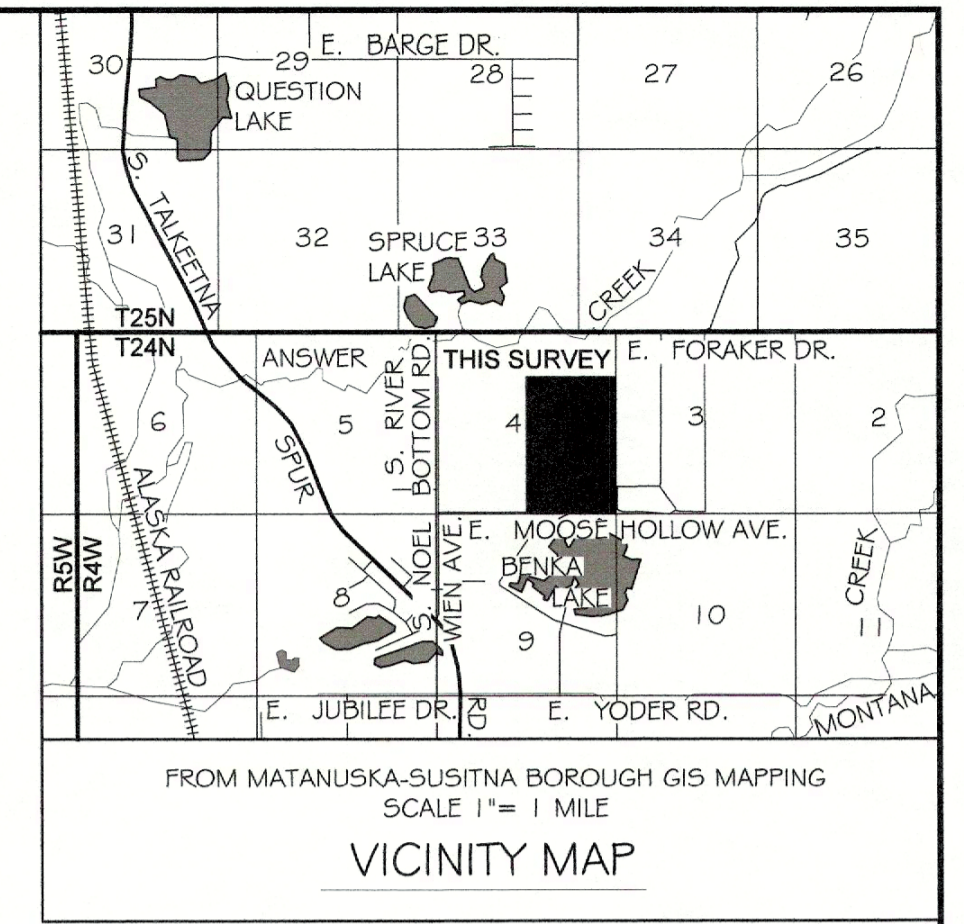 E. BARGE DR.
30
29
28
27
26
QUESTION
LAKE
S. TALKEETNA
31
32
SPRUCE 33
LAKE
34
35
CREEK
T25N
T24N
ANSWER
S. RIVER
BOTTOM RD.
THIS SURVEY
E. FORAKER DR.
6
5
4
3
2
SPUR
ALASKA RAILROAD
R5W
R4W
S. NOEL
WIEN AVE.
E. MOOSE HOLLOW AVE.
BENKA
LAKE
7
8
9
10
CREEK
11
E. JUBILEE DR.
RD.
E. YODER RD.
MONTANA
FROM MATANUSKA-SUSITNA BOROUGH GIS MAPPING
SCALE 1"= 1 MILE
VICINITY MAP